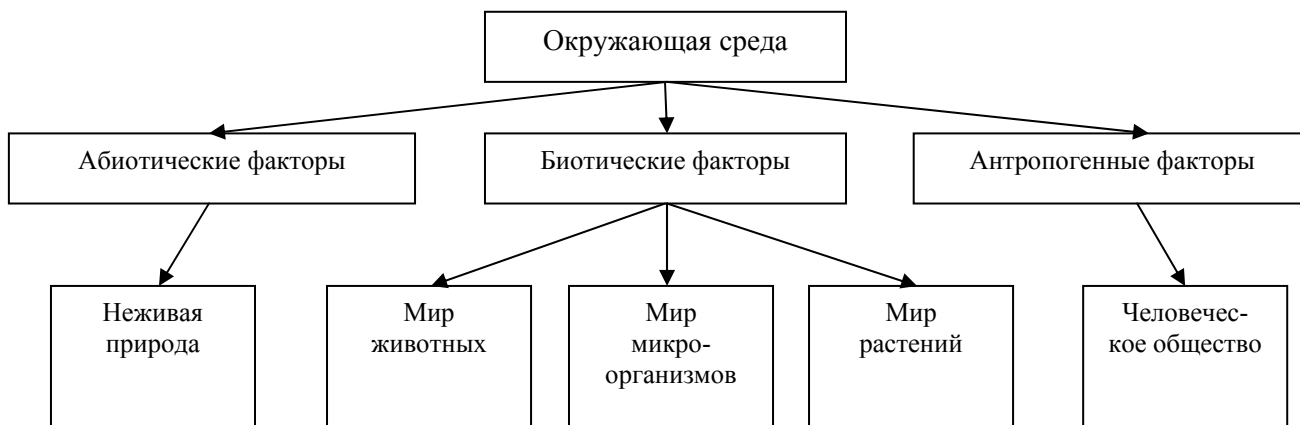 Окружающая среда
Абиотические факторы
Биотические факторы
Антропогенные факторы
Неживая
природа
Мир
животных
Мир
микро-
организмов
Мир
растений
Человечес-
кое общество